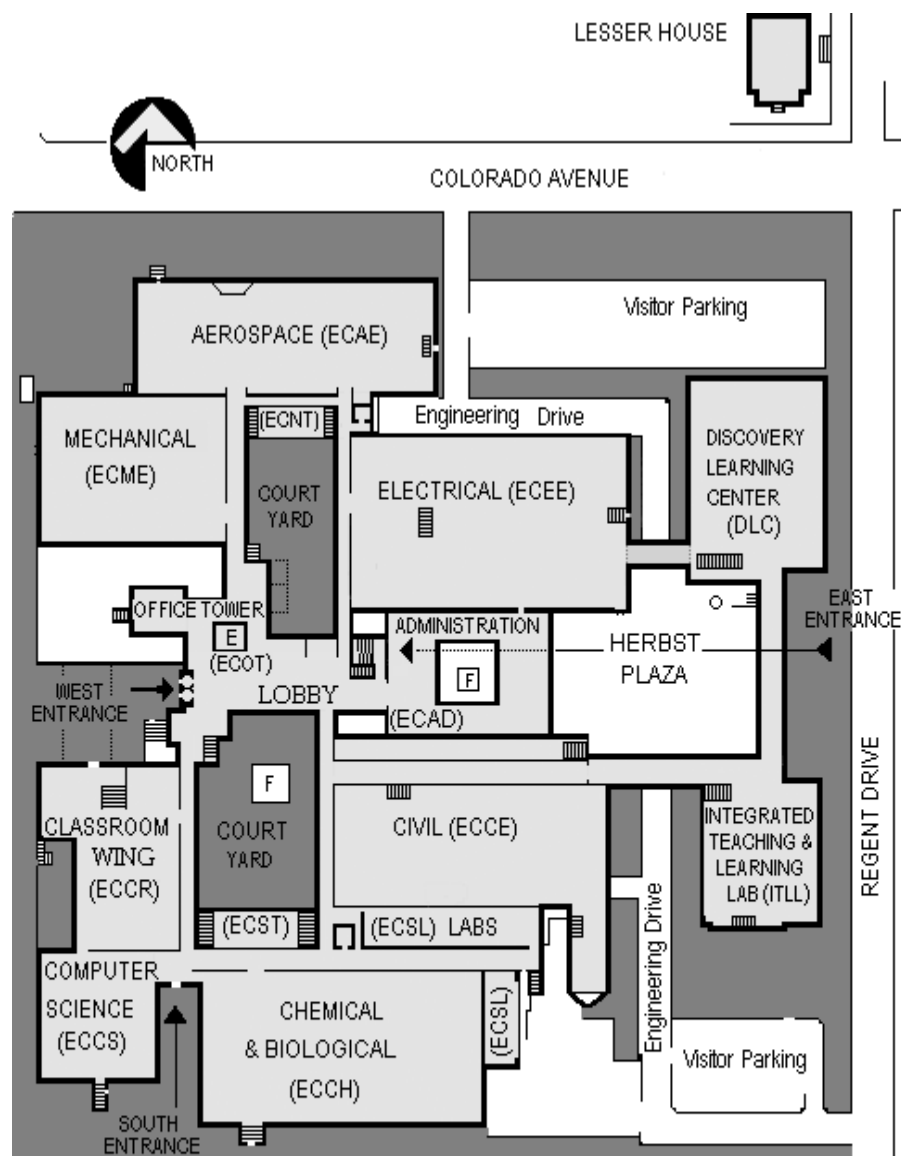 LESSER HOUSE
NORTH
COLORADO AVENUE
Visitor Parking
AEROSPACE (ECAE)
(ECNT)
Engineering Drive
MECHANICAL
(ECME)
COURT
YARD
ELECTRICAL (ECEE)
DISCOVERY
LEARNING
CENTER
(DLC)
OFFICE TOWER
E
(ECOT)
ADMINISTRATION
F
(ECAD)
HERBST
PLAZA
EAST
ENTRANCE
WEST
ENTRANCE
LOBBY
REGENT DRIVE
F
COURT
YARD
CLASSROOM
WING
(ECCR)
CIVIL (ECCE)
INTEGRATED
TEACHING &
LEARNING
LAB (ITLL)
(ECST)
(ECSL) LABS
Engineering Drive
COMPUTER
SCIENCE
(ECCS)
CHEMICAL
& BIOLOGICAL
(ECCH)
(ECSL)
Visitor Parking
SOUTH
ENTRANCE